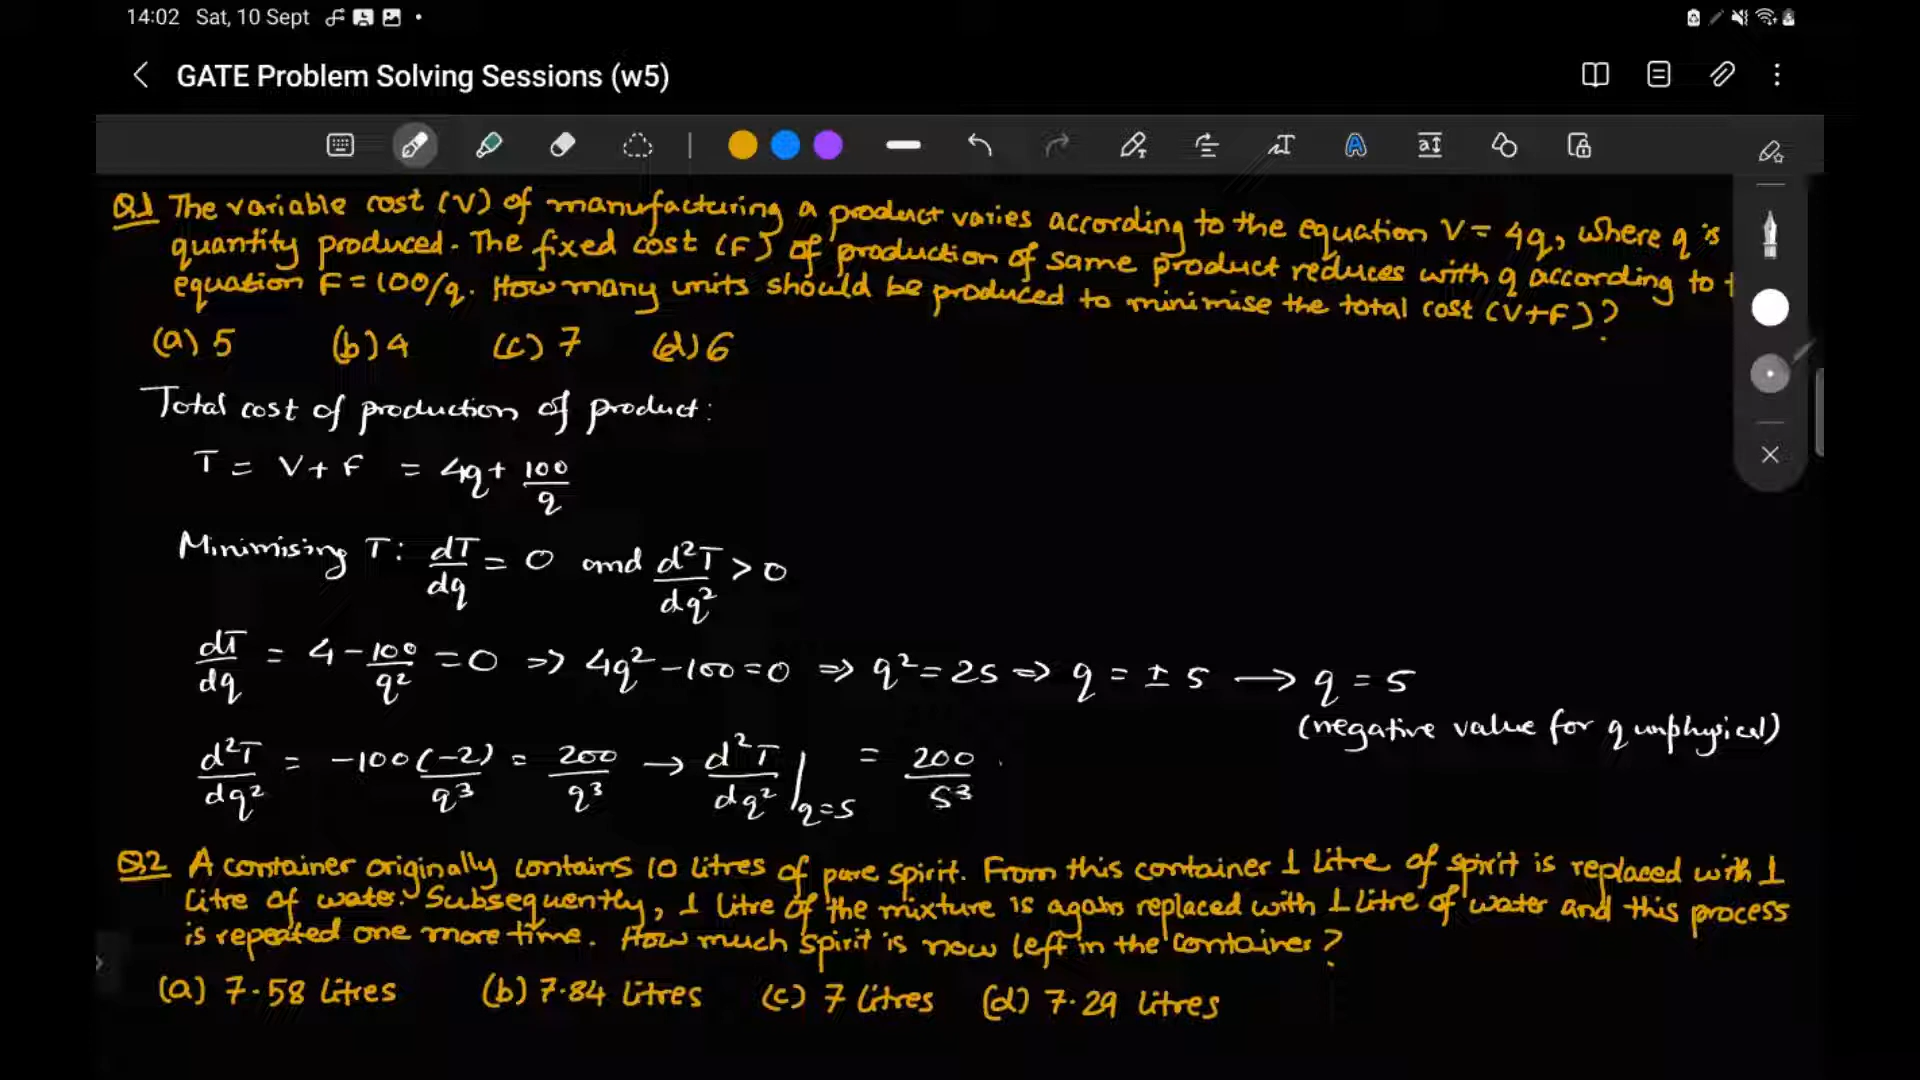 14:02 Sat, 10 Sept
GATE Problem Solving Sessions (w5)
Q1 The variable cost (V) of manufacturing a product varies according to the equation V = 4q, where q is
quantity produced. The fixed cost (F) of production of same product reduces with q according to t
equation F = 100/q. How many units should be produced to minimise the total cost (V+F)?
(a) 5 (b) 4 (c) 7 (d) 6
Total cost of production of product:
T = V + F = 4q + 100/q
Minimising T: dT/dq = 0 and d²T/dq² > 0
dT/dq = 4 - 100/q² = 0 ⇒ 4q² - 100 = 0 ⇒ q² = 25 ⇒ q = ± 5 → q = 5
(negative value for q unphysical)
d²T/dq² = -100(-2)/q³ = 200/q³ → d²T/dq² |q=5 = 200/5³
Q2 A container originally contains 10 litres of pure spirit. From this container 1 litre of spirit is replaced with 1
litre of water. Subsequently, 1 litre of the mixture is again replaced with 1 litre of water and this process
is repeated one more time. How much spirit is now left in the container?
(a) 7.58 litres (b) 7.84 litres (c) 7 litres (d) 7.29 litres